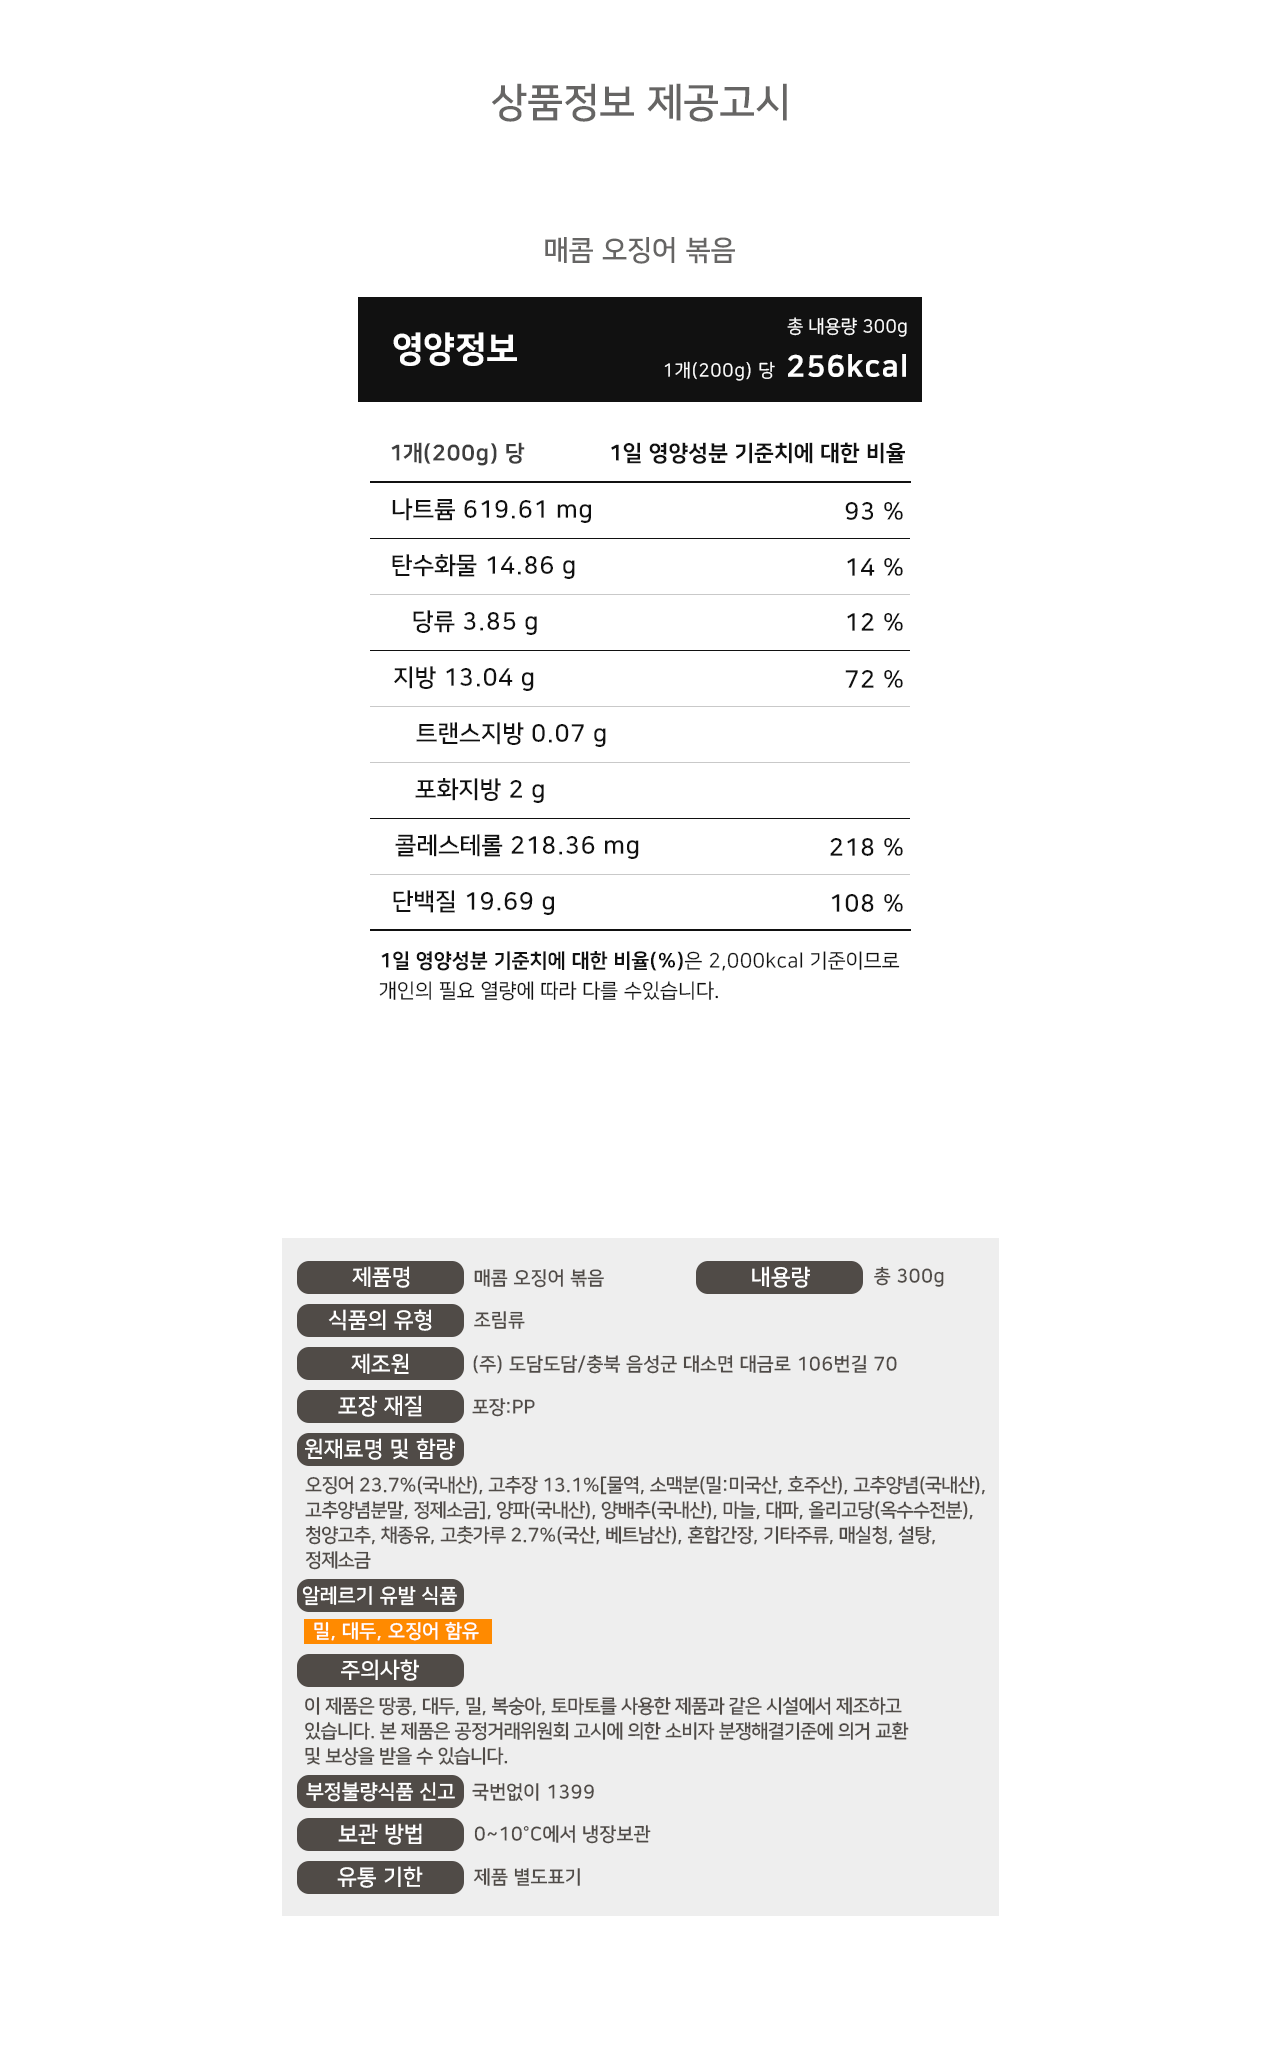 상품정보 제공고시
매콤 오징어 볶음
영양정보
총 내용량 300g
1개(200g) 당 256kcal
1개(200g) 당 1일 영양성분 기준치에 대한 비율
나트륨 619.61 mg 93 %
탄수화물 14.86 g 14 %
당류 3.85 g 12 %
지방 13.04 g 72 %
트랜스지방 0.07 g
포화지방 2 g
콜레스테롤 218.36 mg 218 %
단백질 19.69 g 108 %
1일 영양성분 기준치에 대한 비율(%)은 2,000kcal 기준이므로
개인의 필요 열량에 따라 다를 수있습니다.
제품명 매콤 오징어 볶음 내용량 총 300g
식품의 유형 조림류
제조원 (주) 도담도담/충북 음성군 대소면 대금로 106번길 70
포장 재질 포장:PP
원재료명 및 함량
오징어 23.7%(국내산), 고추장 13.1%[물역, 소맥분(밀:미국산, 호주산), 고추양념(국내산),
고추양념분말, 정제소금], 양파(국내산), 양배추(국내산), 마늘, 대파, 올리고당(옥수수전분),
청양고추, 채종유, 고춧가루 2.7%(국산, 베트남산), 혼합간장, 기타주류, 매실청, 설탕,
정제소금
알레르기 유발 식품
밀, 대두, 오징어 함유
주의사항
이 제품은 땅콩, 대두, 밀, 복숭아, 토마토를 사용한 제품과 같은 시설에서 제조하고
있습니다. 본 제품은 공정거래위원회 고시에 의한 소비자 분쟁해결기준에 의거 교환
및 보상을 받을 수 있습니다.
부정불량식품 신고 국번없이 1399
보관 방법 0~10°C에서 냉장보관
유통 기한 제품 별도표기